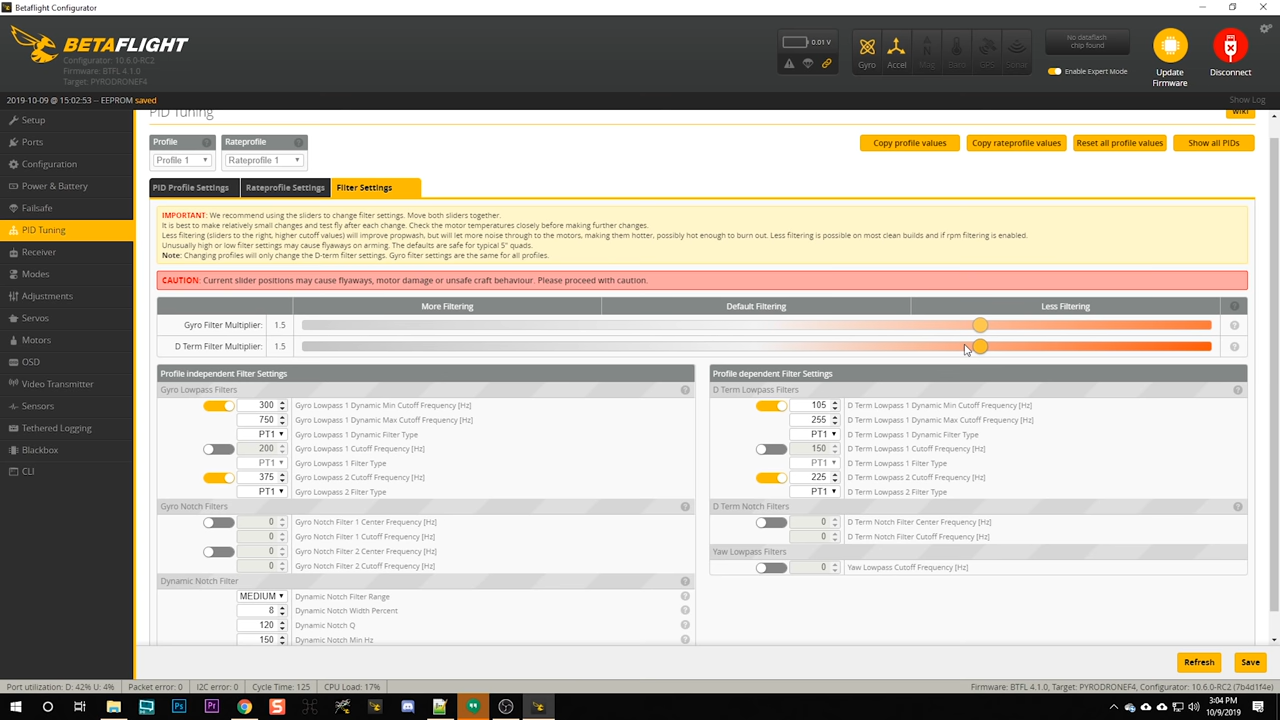 Betaflight Configurator
BETAFLIGHT
Configurator: 10.6.0-RC2
Firmware: BTFL 4.1.0
Target: PYRODRONEF4
0.01 V
Gyro
Accel
Mag
Baro
GPS
Sonar
No dataflash
chip found
Enable Expert Mode
Update
Firmware
Disconnect
2019-10-09 @ 15:02:53 -- EEPROM saved
Show Log
Setup
Ports
Configuration
Power & Battery
Failsafe
PID Tuning
Receiver
Modes
Adjustments
Servos
Motors
OSD
Video Transmitter
Sensors
Tethered Logging
Blackbox
CLI
PID Tuning
WIKI
Profile
Rateprofile
Profile 1
Rateprofile 1
Copy profile values
Copy rateprofile values
Reset all profile values
Show all PIDs
PID Profile Settings
Rateprofile Settings
Filter Settings
IMPORTANT: We recommend using the sliders to change filter settings. Move both sliders together.
It is best to make relatively small changes and test fly after each change. Check the motor temperatures closely before making further changes.
Less filtering (sliders to the right, higher cutoff values) will improve propwash, but will let more noise through to the motors, making them hotter, possibly hot enough to burn out. Less filtering is possible on most clean builds and if rpm filtering is enabled.
Unusually high or low filter settings may cause flyaways on arming. The defaults are safe for typical 5" quads.
Note: Changing profiles will only change the D-term filter settings. Gyro filter settings are the same for all profiles.
CAUTION: Current slider positions may cause flyaways, motor damage or unsafe craft behaviour. Please proceed with caution.
More Filtering
Default Filtering
Less Filtering
Gyro Filter Multiplier: 1.5
D Term Filter Multiplier: 1.5
Profile independent Filter Settings
Gyro Lowpass Filters
300 Gyro Lowpass 1 Dynamic Min Cutoff Frequency [Hz]
750 Gyro Lowpass 1 Dynamic Max Cutoff Frequency [Hz]
PT1 Gyro Lowpass 1 Dynamic Filter Type
200 Gyro Lowpass 1 Cutoff Frequency [Hz]
PT1 Gyro Lowpass 1 Filter Type
375 Gyro Lowpass 2 Cutoff Frequency [Hz]
PT1 Gyro Lowpass 2 Filter Type
Gyro Notch Filters
0 Gyro Notch Filter 1 Center Frequency [Hz]
0 Gyro Notch Filter 1 Cutoff Frequency [Hz]
0 Gyro Notch Filter 2 Center Frequency [Hz]
0 Gyro Notch Filter 2 Cutoff Frequency [Hz]
Dynamic Notch Filter
MEDIUM Dynamic Notch Filter Range
8 Dynamic Notch Width Percent
120 Dynamic Notch Q
150 Dynamic Notch Min Hz
Profile dependent Filter Settings
D Term Lowpass Filters
105 D Term Lowpass 1 Dynamic Min Cutoff Frequency [Hz]
255 D Term Lowpass 1 Dynamic Max Cutoff Frequency [Hz]
PT1 D Term Lowpass 1 Dynamic Filter Type
150 D Term Lowpass 1 Cutoff Frequency [Hz]
PT1 D Term Lowpass 1 Filter Type
225 D Term Lowpass 2 Cutoff Frequency [Hz]
PT1 D Term Lowpass 2 Filter Type
D Term Notch Filters
0 D Term Notch Filter Center Frequency [Hz]
0 D Term Notch Filter Cutoff Frequency [Hz]
Yaw Lowpass Filters
0 Yaw Lowpass Cutoff Frequency [Hz]
Refresh
Save
Port utilization: D: 42% U: 4%
Packet error: 0
I2C error: 0
Cycle Time: 125
CPU Load: 17%
Firmware: BTFL 4.1.0, Target: PYRODRONEF4, Configurator: 10.6.0-RC2 (7b4d1f4e)
3:04 PM
10/9/2019